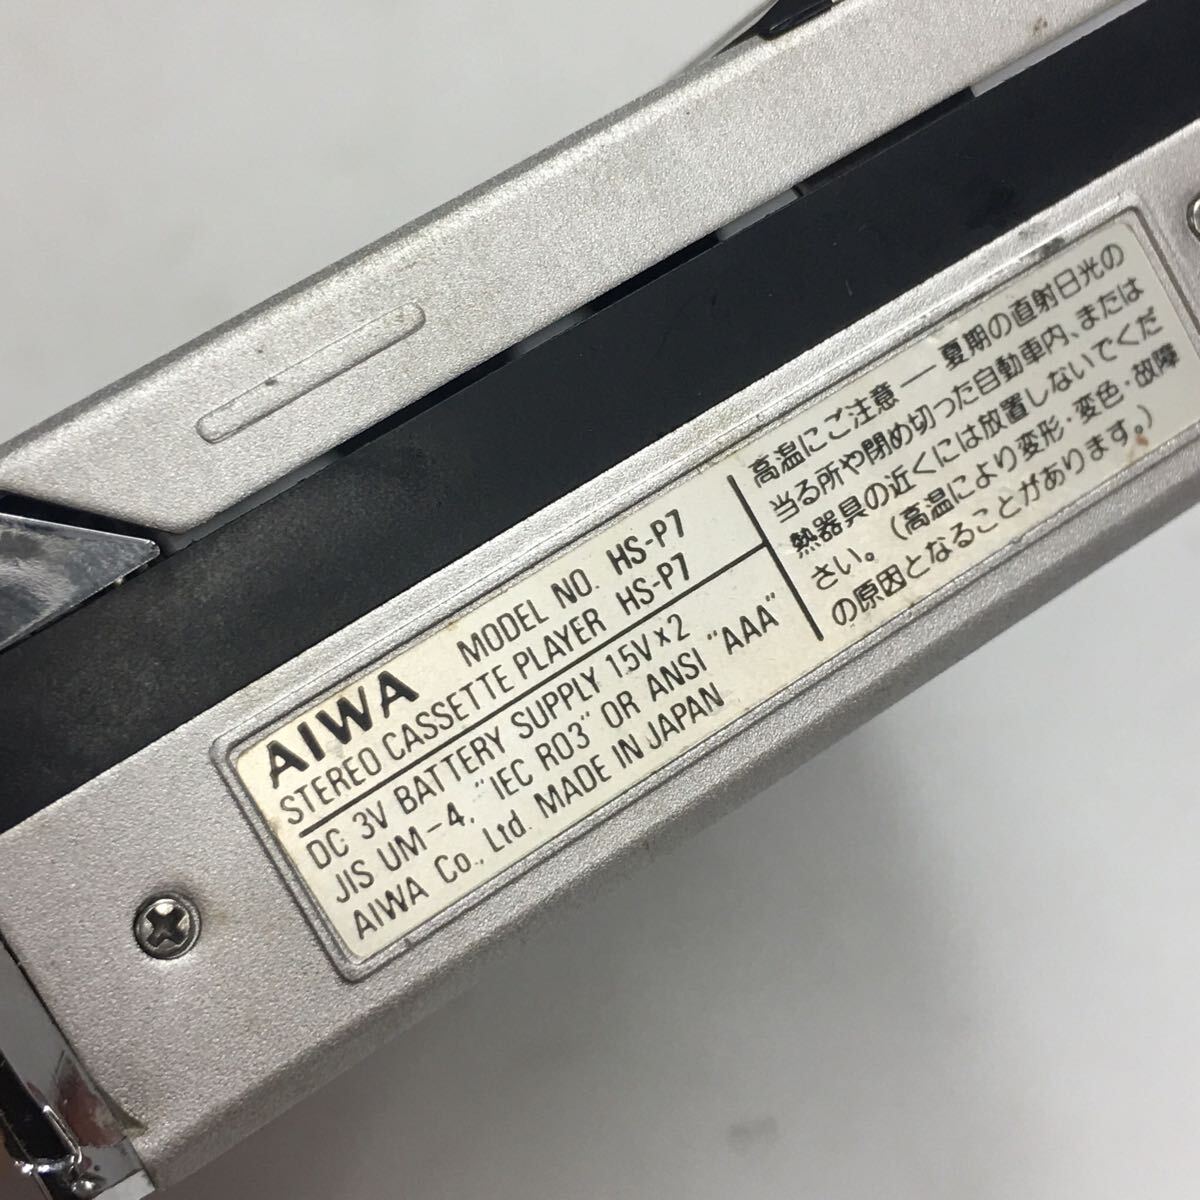 AIWA MODEL NO. HS-P7
STEREO CASSETTE PLAYER HS-P7
DC 3V BATTERY SUPPLY 1.5V×2
JIS UM-4, "IEC R03" OR ANSI "AAA"
AIWA Co., Ltd. MADE IN JAPAN
高温にご注意ー夏期の直射日光の
当る所や閉め切った自動車内、または
熱器具の近くには放置しないでくだ
さい。(高温により変形・変色・故障
の原因となることがあります。)